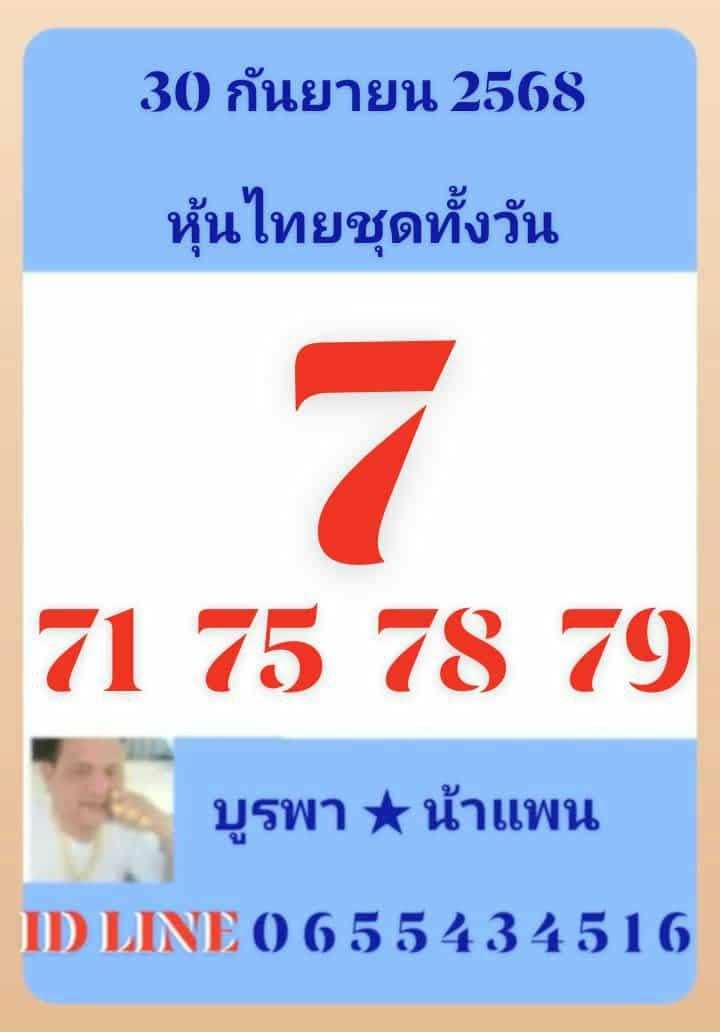 30 กันยายน 2568
หุ้นไทยชุดทั้งวัน
7
71 75 78 79
บูรพา ★ น้าแพน
ID LINE 0655434516